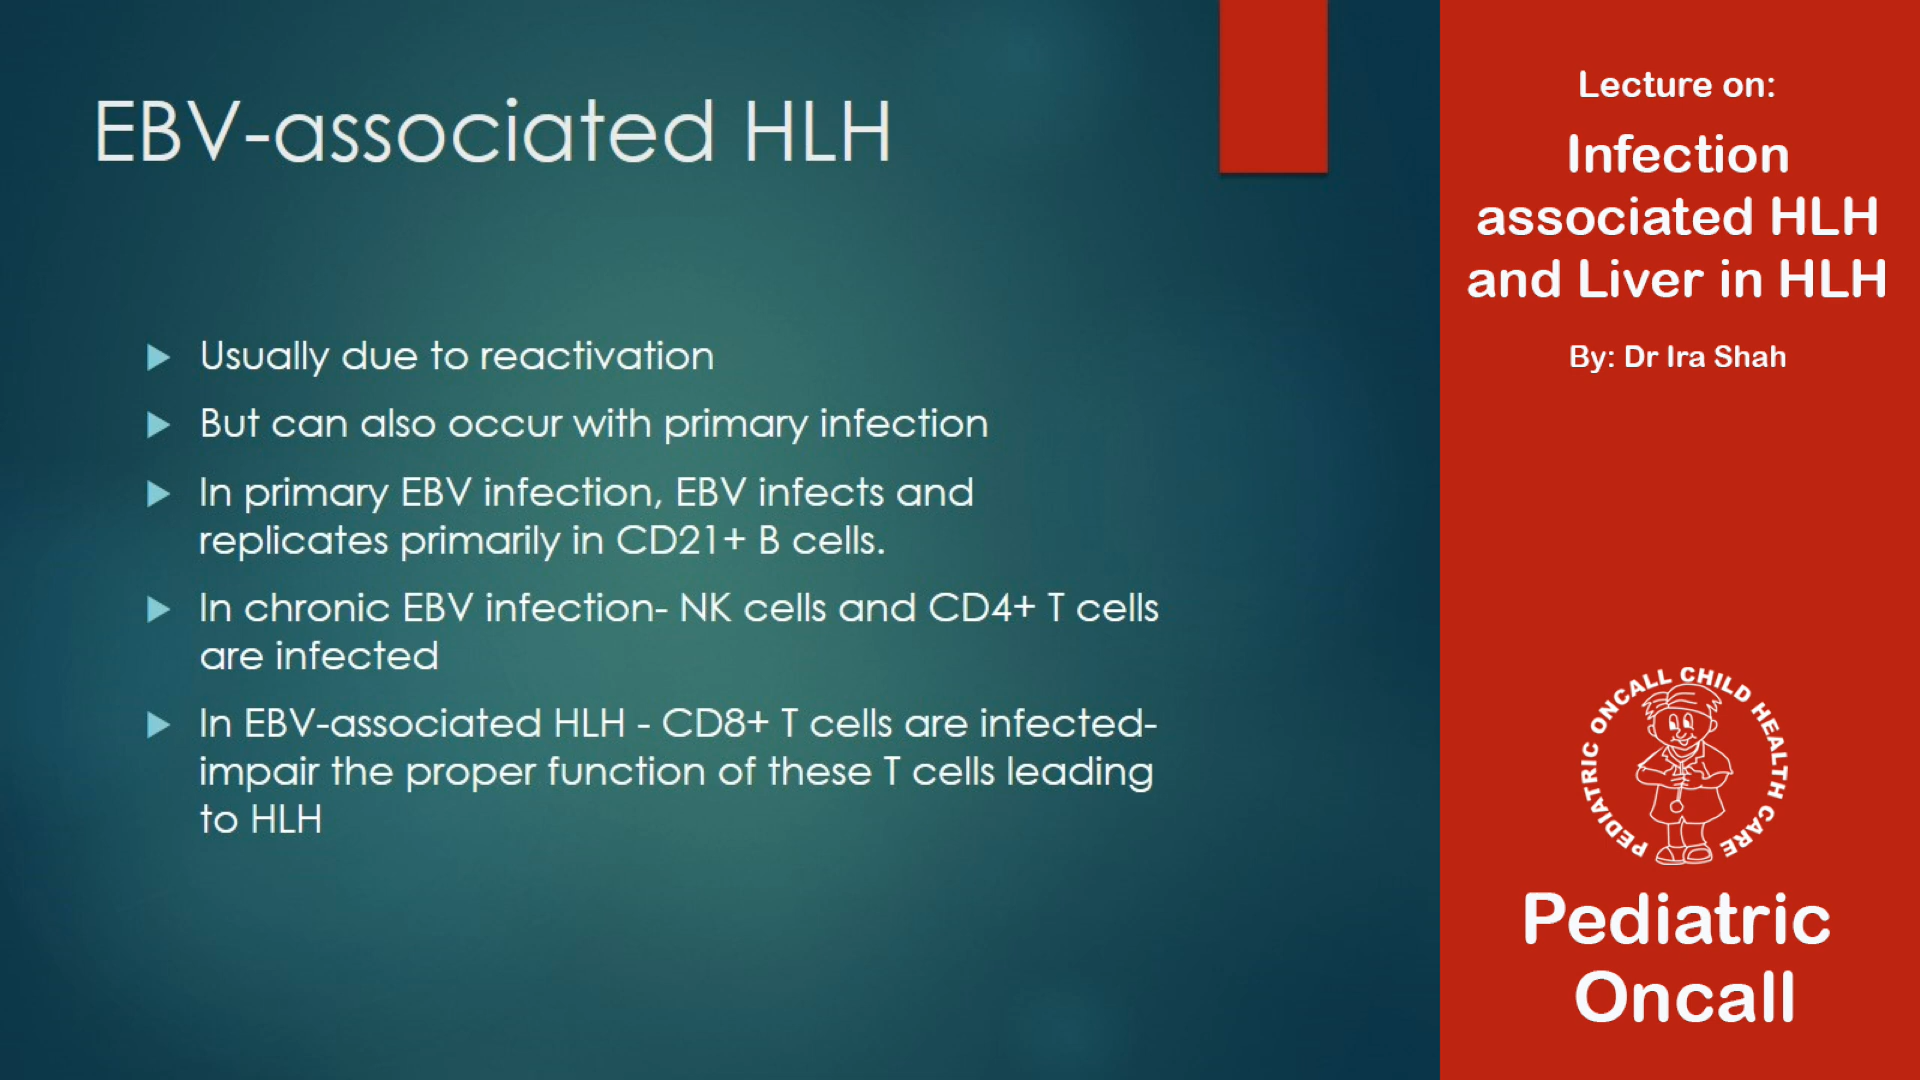 EBV-associated HLH
Usually due to reactivation
But can also occur with primary infection
In primary EBV infection, EBV infects and
replicates primarily in CD21+ B cells.
In chronic EBV infection- NK cells and CD4+ T cells
are infected
In EBV-associated HLH - CD8+ T cells are infected-
impair the proper function of these T cells leading
to HLH
Lecture on:
Infection
associated HLH
and Liver in HLH
By: Dr Ira Shah
PEDIATRIC ONCALL CHILD HEALTH CARE
Pediatric
Oncall